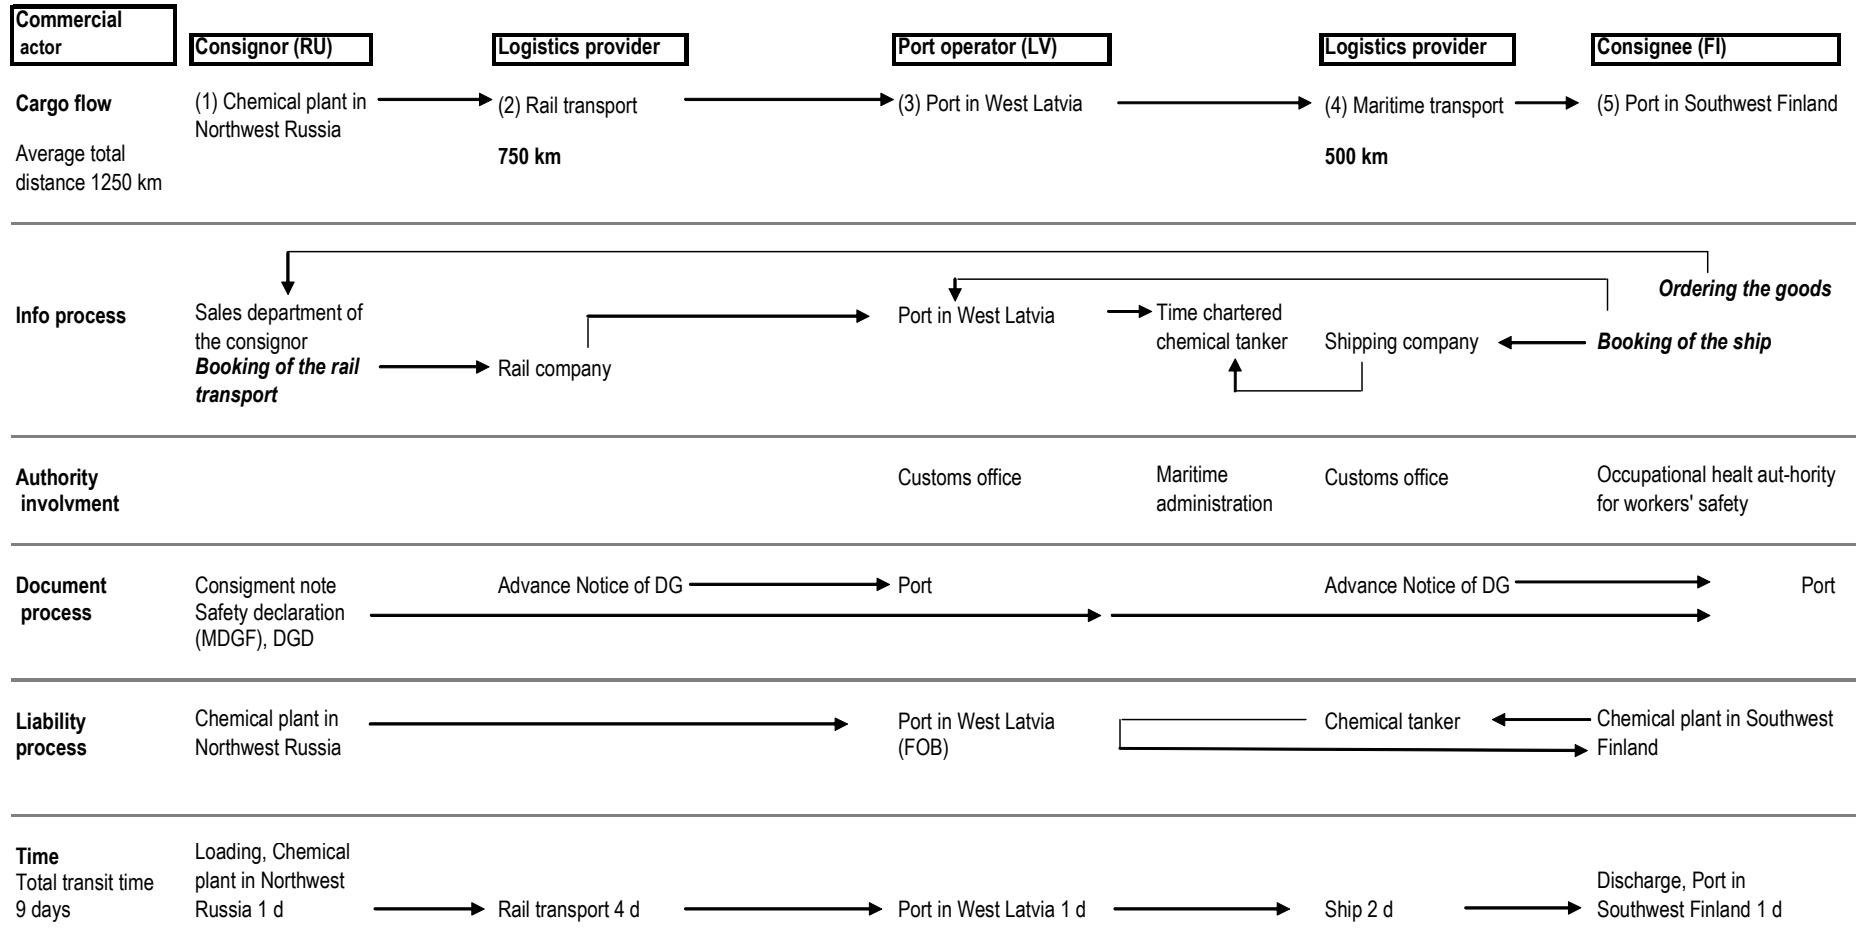 Commercial
actor
Consignor (RU)
Logistics provider
Port operator (LV)
Logistics provider
Consignee (FI)
Cargo flow
Average total
distance 1250 km
(1) Chemical plant in
Northwest Russia
(2) Rail transport
750 km
(3) Port in West Latvia
(4) Maritime transport
500 km
(5) Port in Southwest Finland
Info process
Sales department of
the consignor
Booking of the rail
transport
Rail company
Port in West Latvia
Time chartered
chemical tanker
Shipping company
Ordering the goods
Booking of the ship
Authority
involvment
Customs office
Maritime
administration
Customs office
Occupational healt aut-hority
for workers' safety
Document
process
Consigment note
Safety declaration
(MDGF), DGD
Advance Notice of DG
Port
Advance Notice of DG
Port
Liability
process
Chemical plant in
Northwest Russia
Port in West Latvia
(FOB)
Chemical tanker
Chemical plant in Southwest
Finland
Time
Total transit time
9 days
Loading, Chemical
plant in Northwest
Russia 1 d
Rail transport 4 d
Port in West Latvia 1 d
Ship 2 d
Discharge, Port in
Southwest Finland 1 d